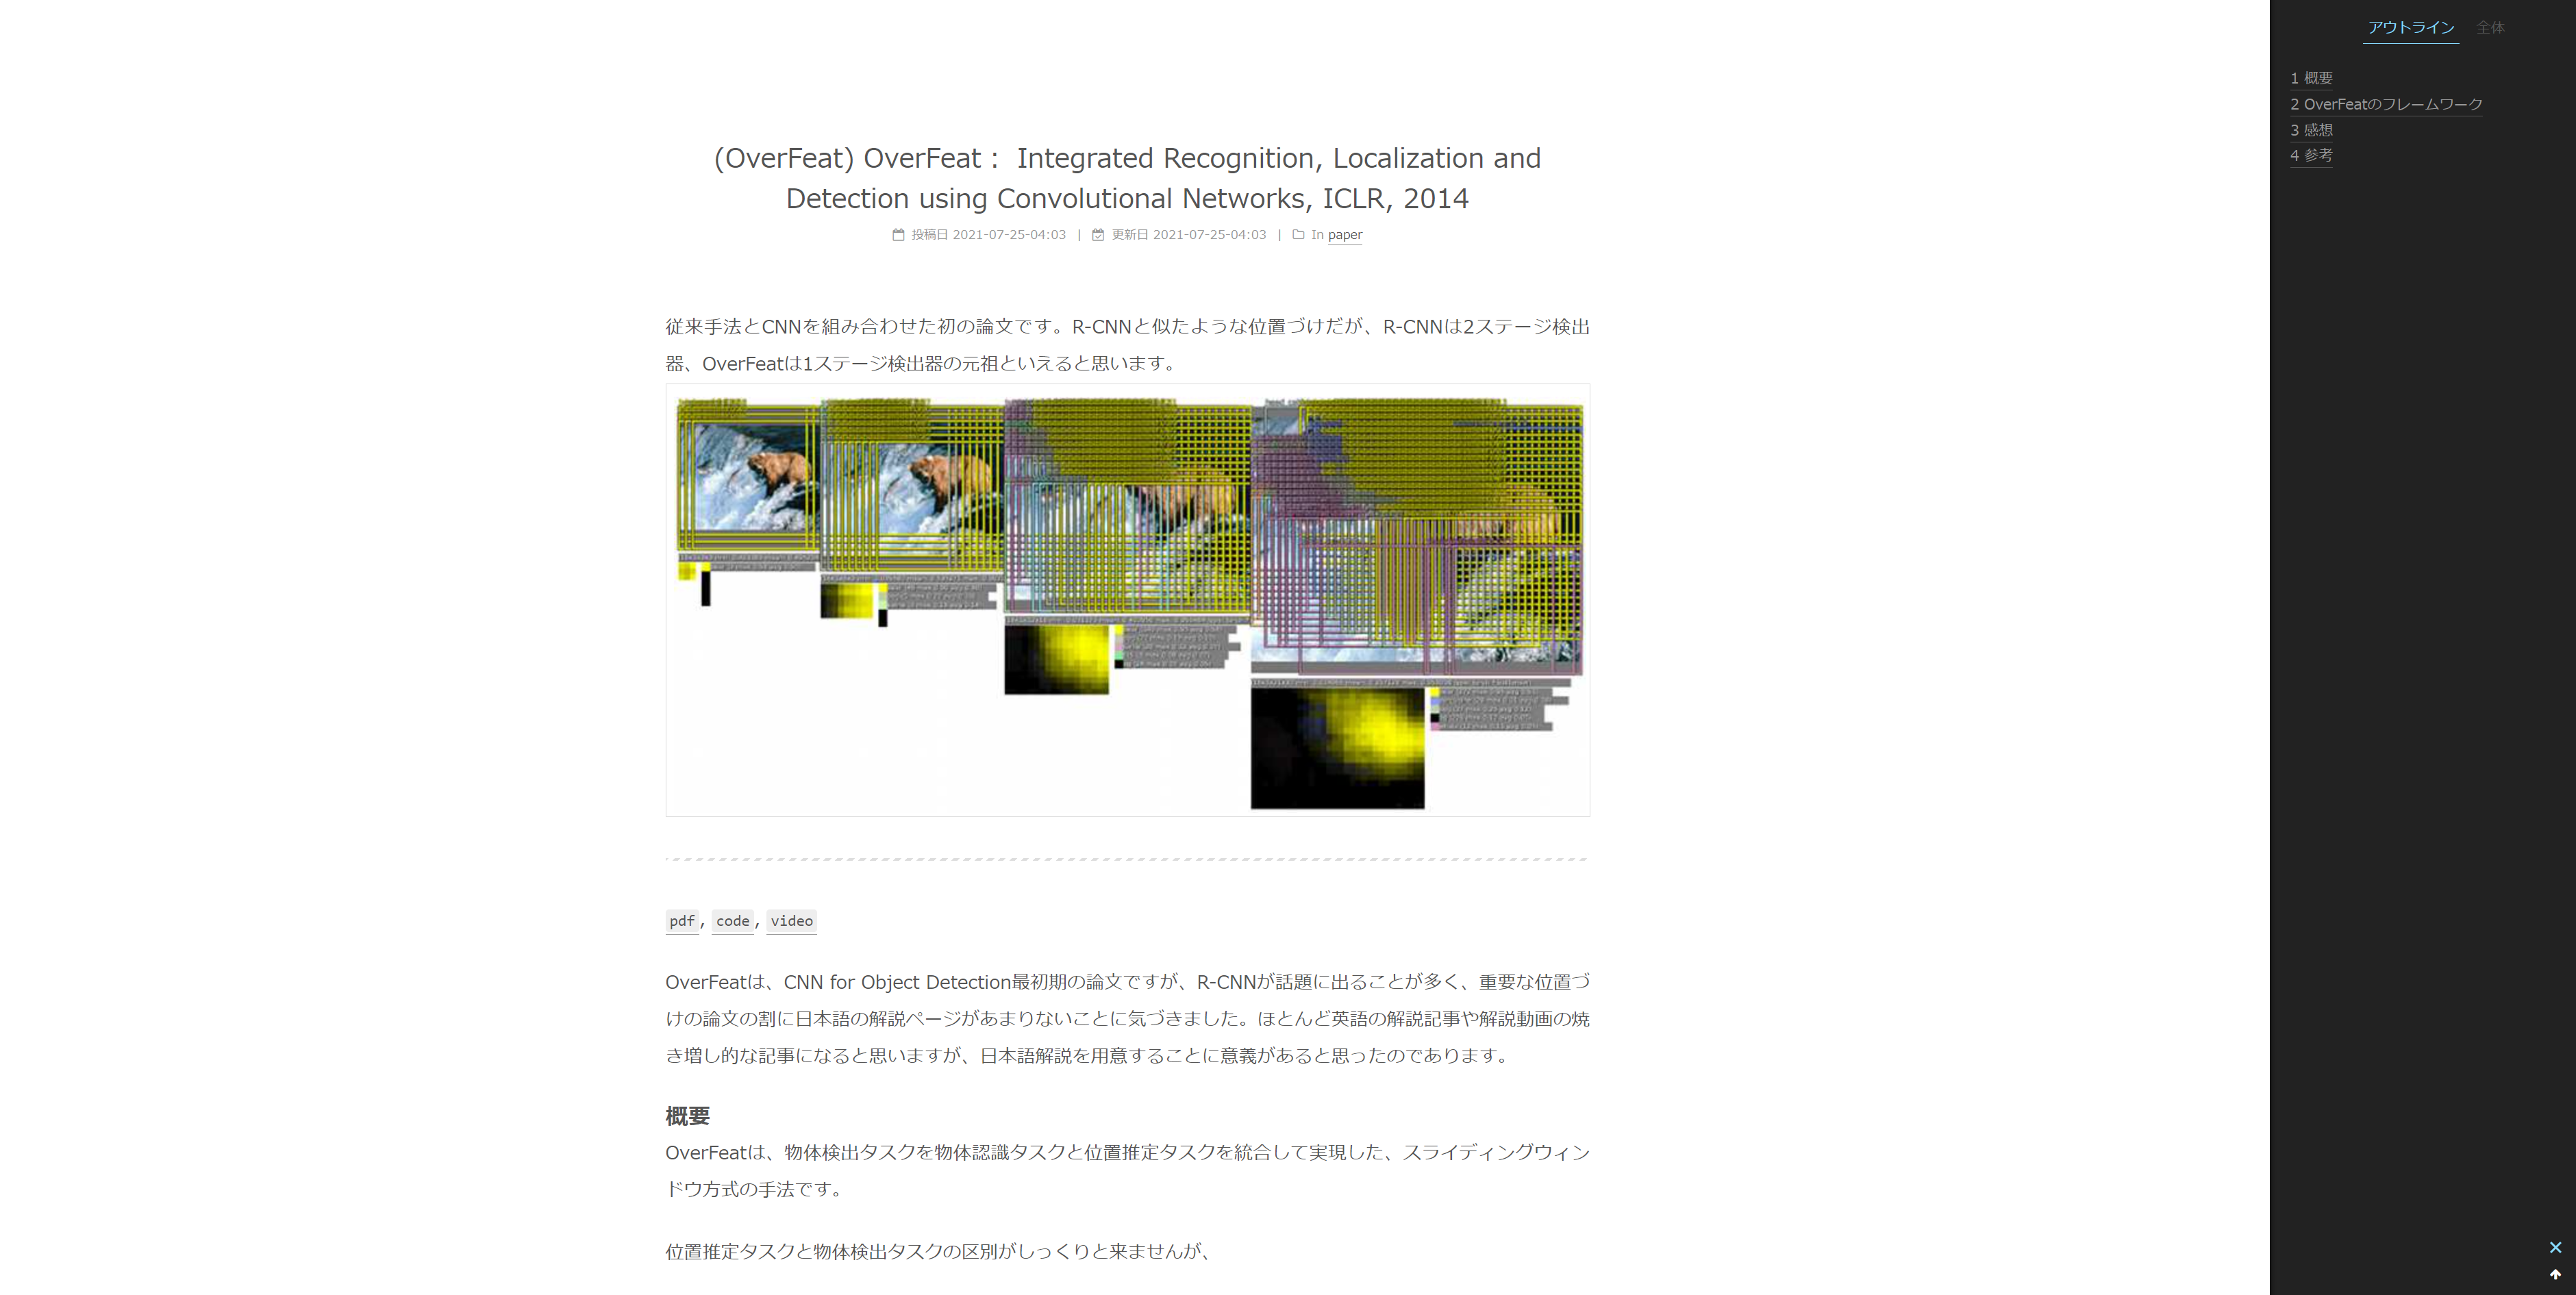 (OverFeat) OverFeat： Integrated Recognition, Localization and
Detection using Convolutional Networks, ICLR, 2014
投稿日 2021-07-25-04:03 | 更新日 2021-07-25-04:03 | In paper
従来手法とCNNを組み合わせた初の論文です。R-CNNと似たような位置づけだが、R-CNNは2ステージ検出
器、OverFeatは1ステージ検出器の元祖といえると思います。
pdf, code, video
OverFeatは、CNN for Object Detection最初期の論文ですが、R-CNNが話題に出ることが多く、重要な位置づ
けの論文の割に日本語の解説ページがあまりないことに気づきました。ほとんど英語の解説記事や解説動画の焼
き増し的な記事になると思いますが、日本語解説を用意することに意義があると思ったのであります。
概要
OverFeatは、物体検出タスクを物体認識タスクと位置推定タスクを統合して実現した、スライディングウィン
ドウ方式の手法です。
位置推定タスクと物体検出タスクの区別がしっくりと来ませんが、
アウトライン 全体
1 概要
2 OverFeatのフレームワーク
3 感想
4 参考